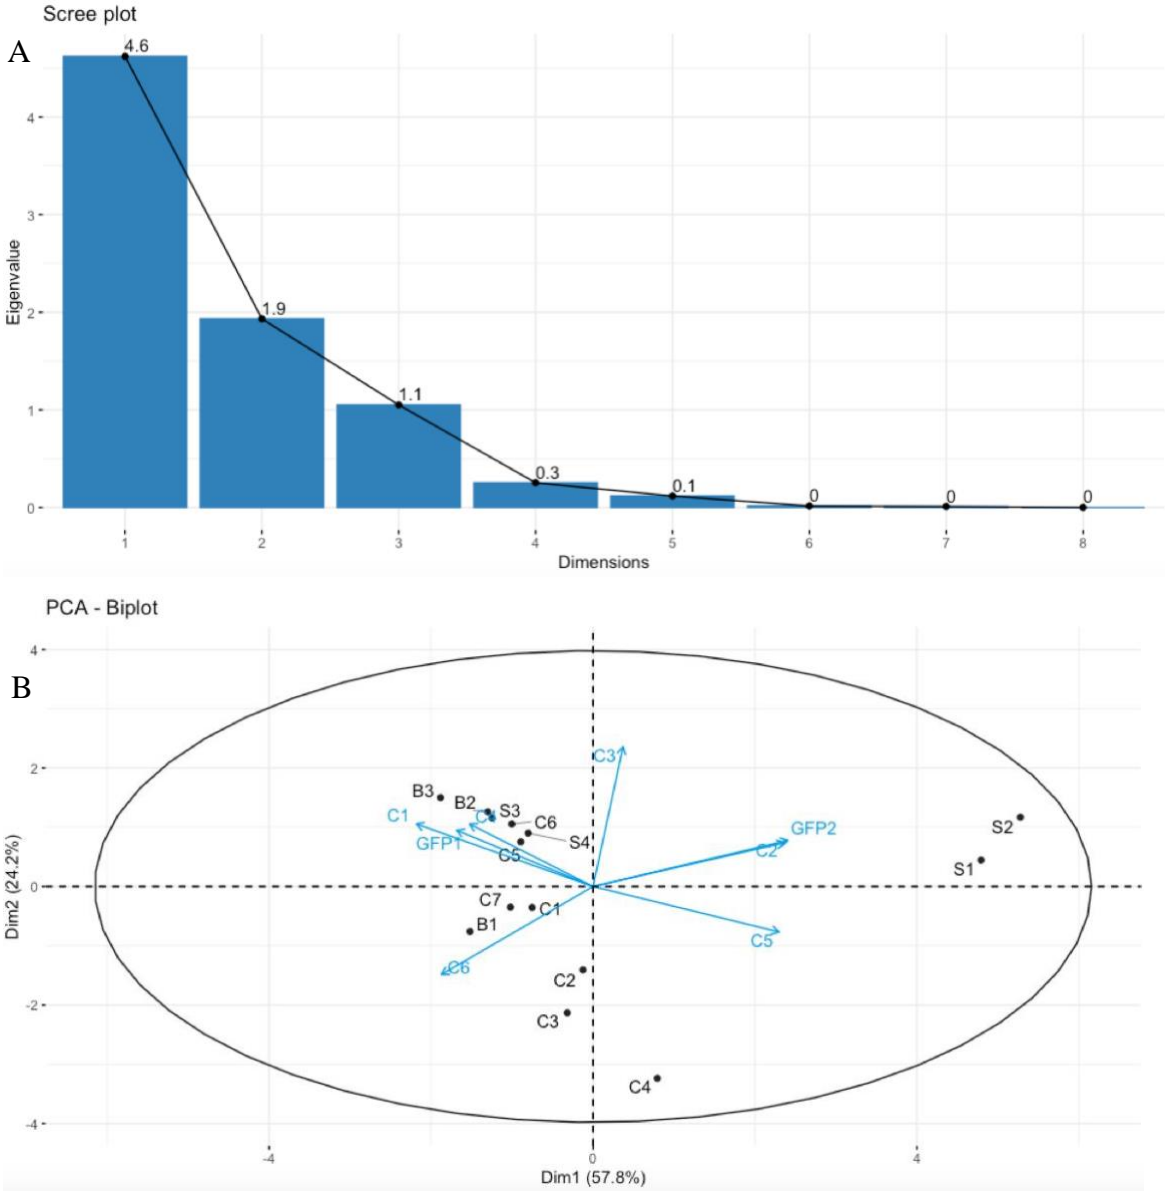 Scree plot
A
4.6
1.9
1.1
0.3
0.1
0
0
0
4
3
2
1
0
Eigenvalue
1 2 3 4 5 6 7 8
Dimensions
PCA - Biplot
B
4
2
0
-2
-4
Dim2 (24.2%)
C3
B3
B2
S3
C6
S4
C5
C1
GFP1
GFP2
C2
S2
S1
C7
C1
B1
C6
C5
C2
C3
C4
-4 0 4
Dim1 (57.8%)